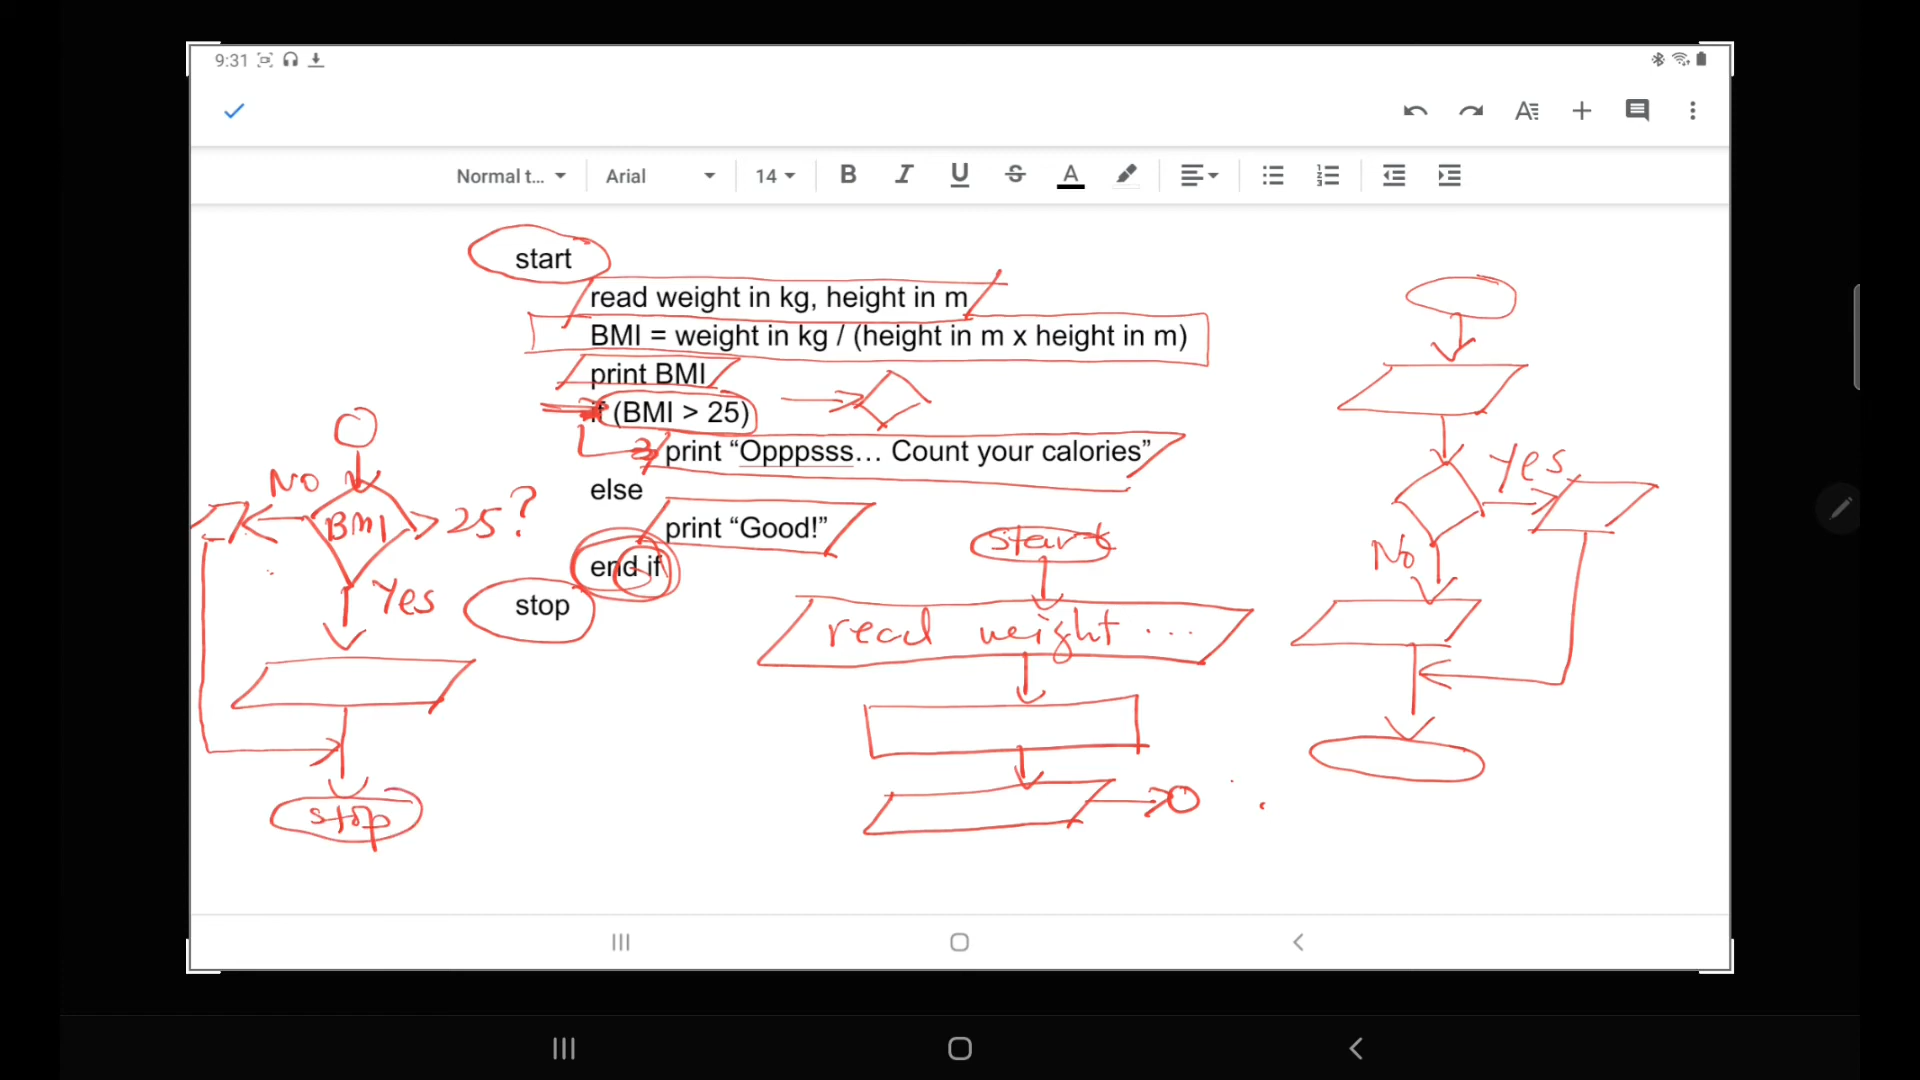 9:31
Normal t...
Arial
14
B I U S A
start
read weight in kg, height in m
BMI = weight in kg / (height in m x height in m)
print BMI
if (BMI > 25)
print “Opppsss… Count your calories”
else
print “Good!”
end if
stop
No
BMI > 25?
Yes
stop
start
read weight ...
Yes
No